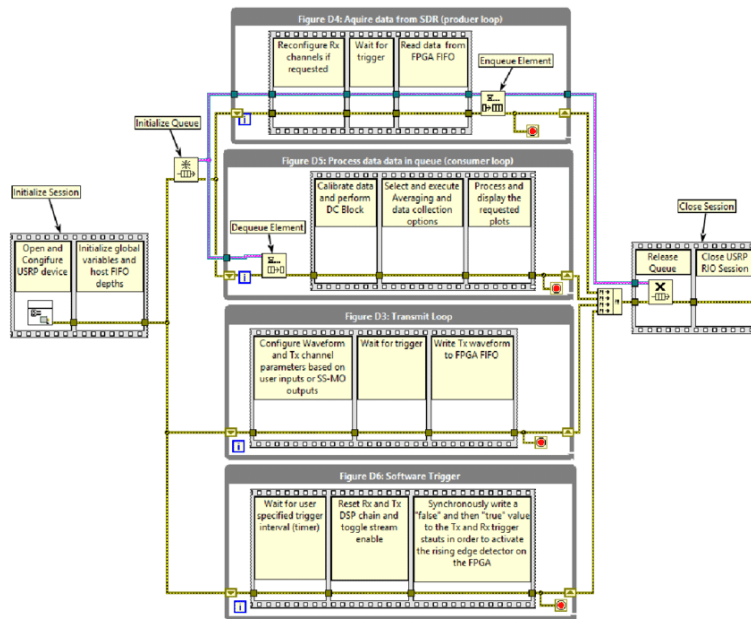 Figure D4: Aquire data from SDR (produer loop)
Reconfigure Rx
channels if
requested
Wait for
trigger
Read data from
FPGA FIFO
Enqueue Element
Initialize Queue
Figure D5: Process data data in queue (consumer loop)
Calibrate data
and perform
DC Block
Select and execute
Averaging and
data collection
options
Process and
display the
requested
plots
Dequeue Element
Initialize Session
Open and
Congifure
USRP device
Initialize global
variables and
host FIFO
depths
Close Session
Release
Queue
Close USRP
RIO Session
Figure D3: Transmit Loop
Configure Waveform
and Tx channel
parameters based on
user inputs or SS-MO
outputs
Wait for trigger
Write Tx waveform
to FPGA FIFO
Figure D6: Software Trigger
Wait for user
specified trigger
interval (timer)
Reset Rx and Tx
DSP chain and
toggle stream
enable
Synchronously write a
"false" and then "true" value
to the Tx and Rx trigger
stauts in order to activate
the rising edge detector on
the FPGA
i
i
i
i